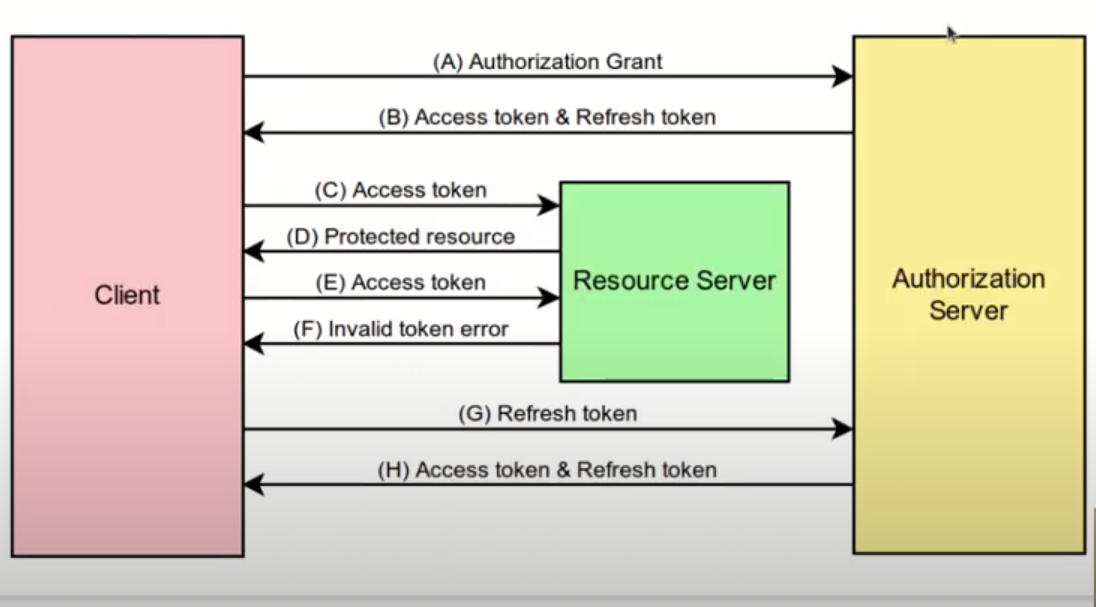 (A) Authorization Grant
(B) Access token & Refresh token
(C) Access token
(D) Protected resource
(E) Access token
(F) Invalid token error
(G) Refresh token
(H) Access token & Refresh token
Client
Resource Server
Authorization
Server